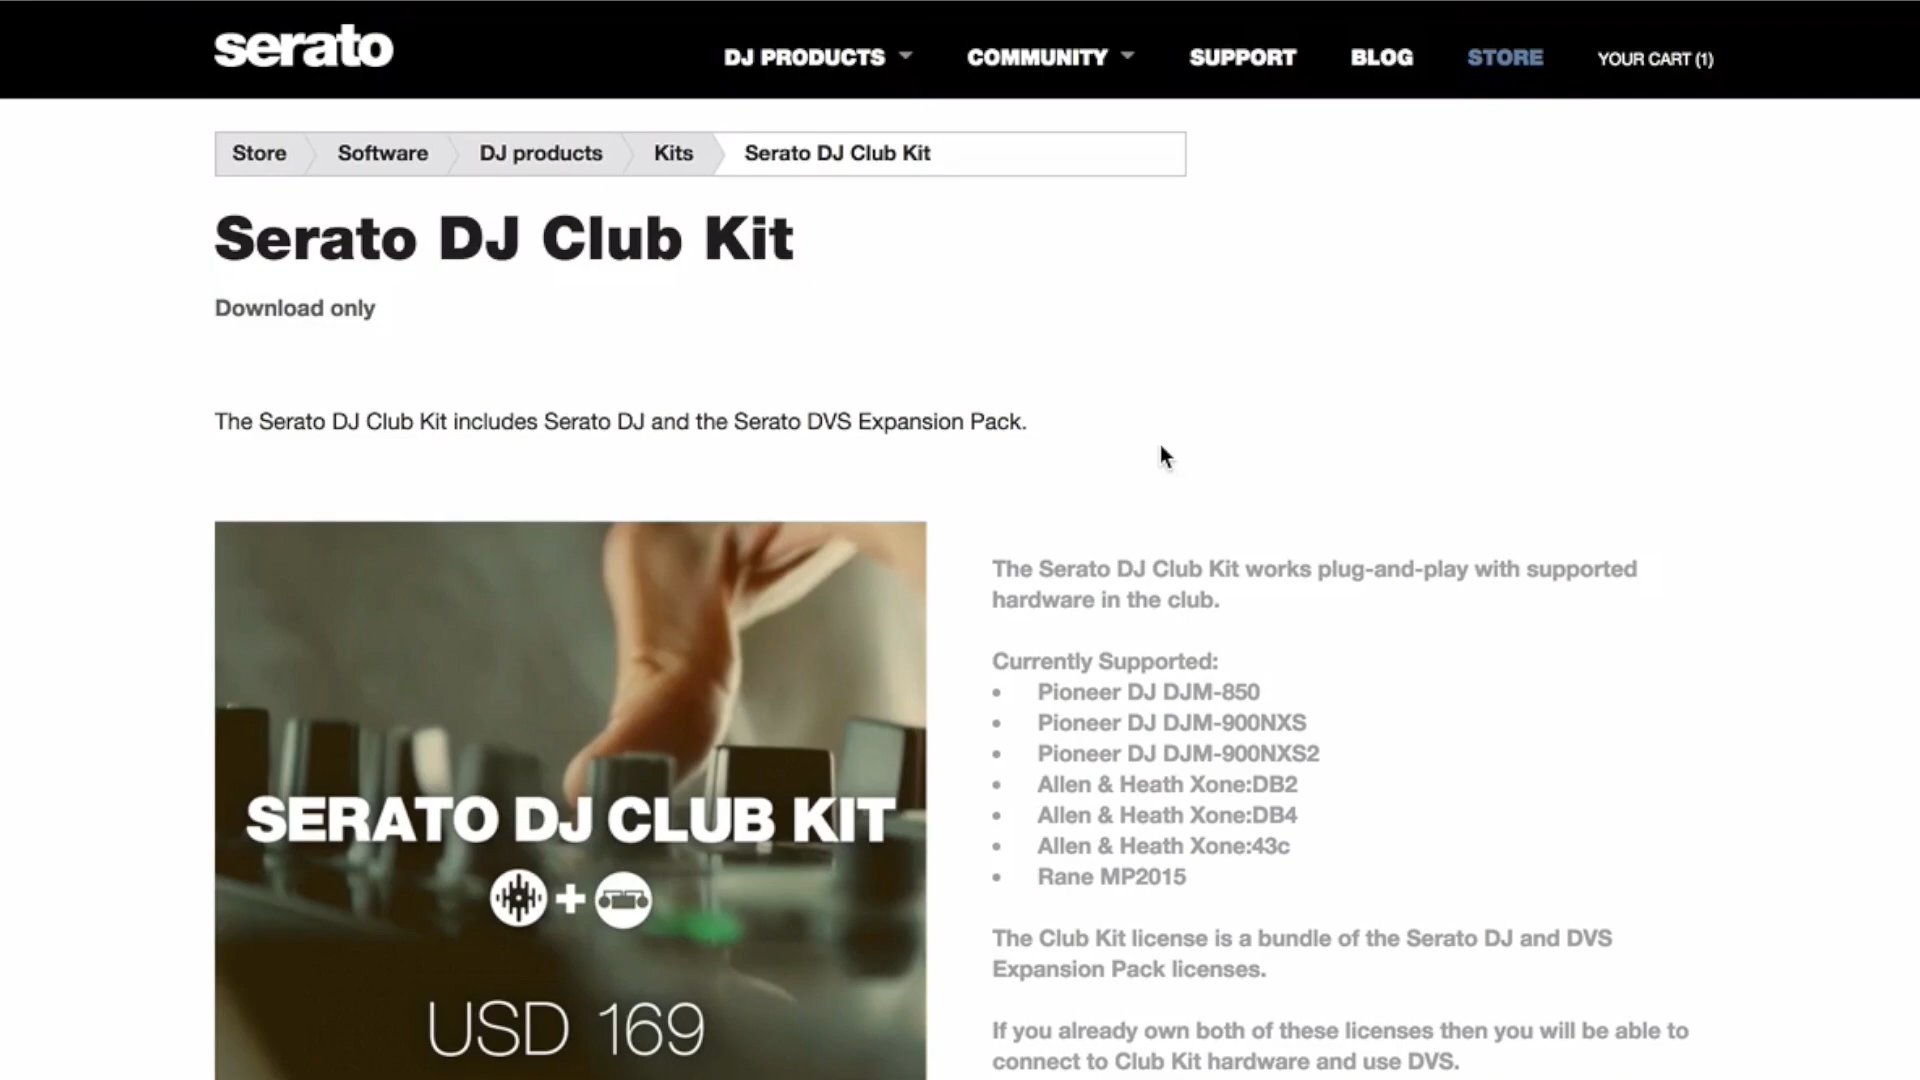 serato
DJ PRODUCTS COMMUNITY SUPPORT BLOG STORE YOUR CART (1)
Store Software DJ products Kits Serato DJ Club Kit
Serato DJ Club Kit
Download only
The Serato DJ Club Kit includes Serato DJ and the Serato DVS Expansion Pack.
SERATO DJ CLUB KIT
+
USD 169
The Serato DJ Club Kit works plug-and-play with supported
hardware in the club.
Currently Supported:
• Pioneer DJ DJM-850
• Pioneer DJ DJM-900NXS
• Pioneer DJ DJM-900NXS2
• Allen & Heath Xone:DB2
• Allen & Heath Xone:DB4
• Allen & Heath Xone:43c
• Rane MP2015
The Club Kit license is a bundle of the Serato DJ and DVS
Expansion Pack licenses.
If you already own both of these licenses then you will be able to
connect to Club Kit hardware and use DVS.